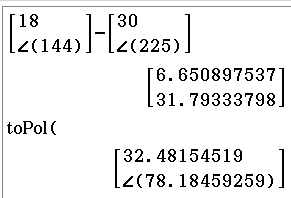 [18 ∠(144)]-[30 ∠(225)]
[6.650897537 31.79333798]
toPol(
[32.48154519 ∠(78.18459259)]